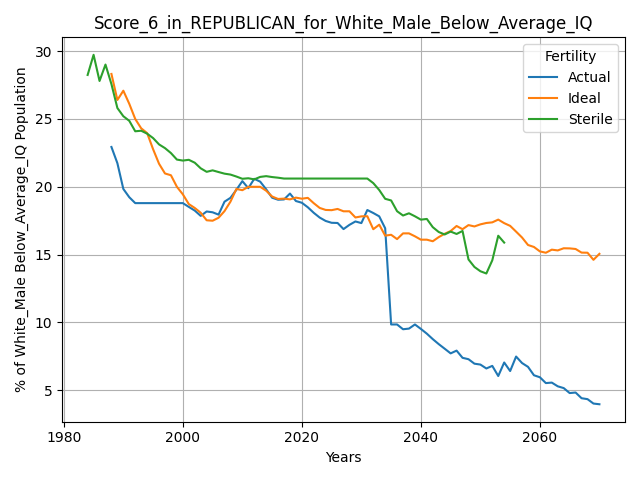 Score_6_in_REPUBLICAN_for_White_Male_Below_Average_IQ
Fertility
Actual
Ideal
Sterile
% of White_Male Below_Average_IQ Population
30
25
20
15
10
5
1980
2000
2020
2040
2060
Years